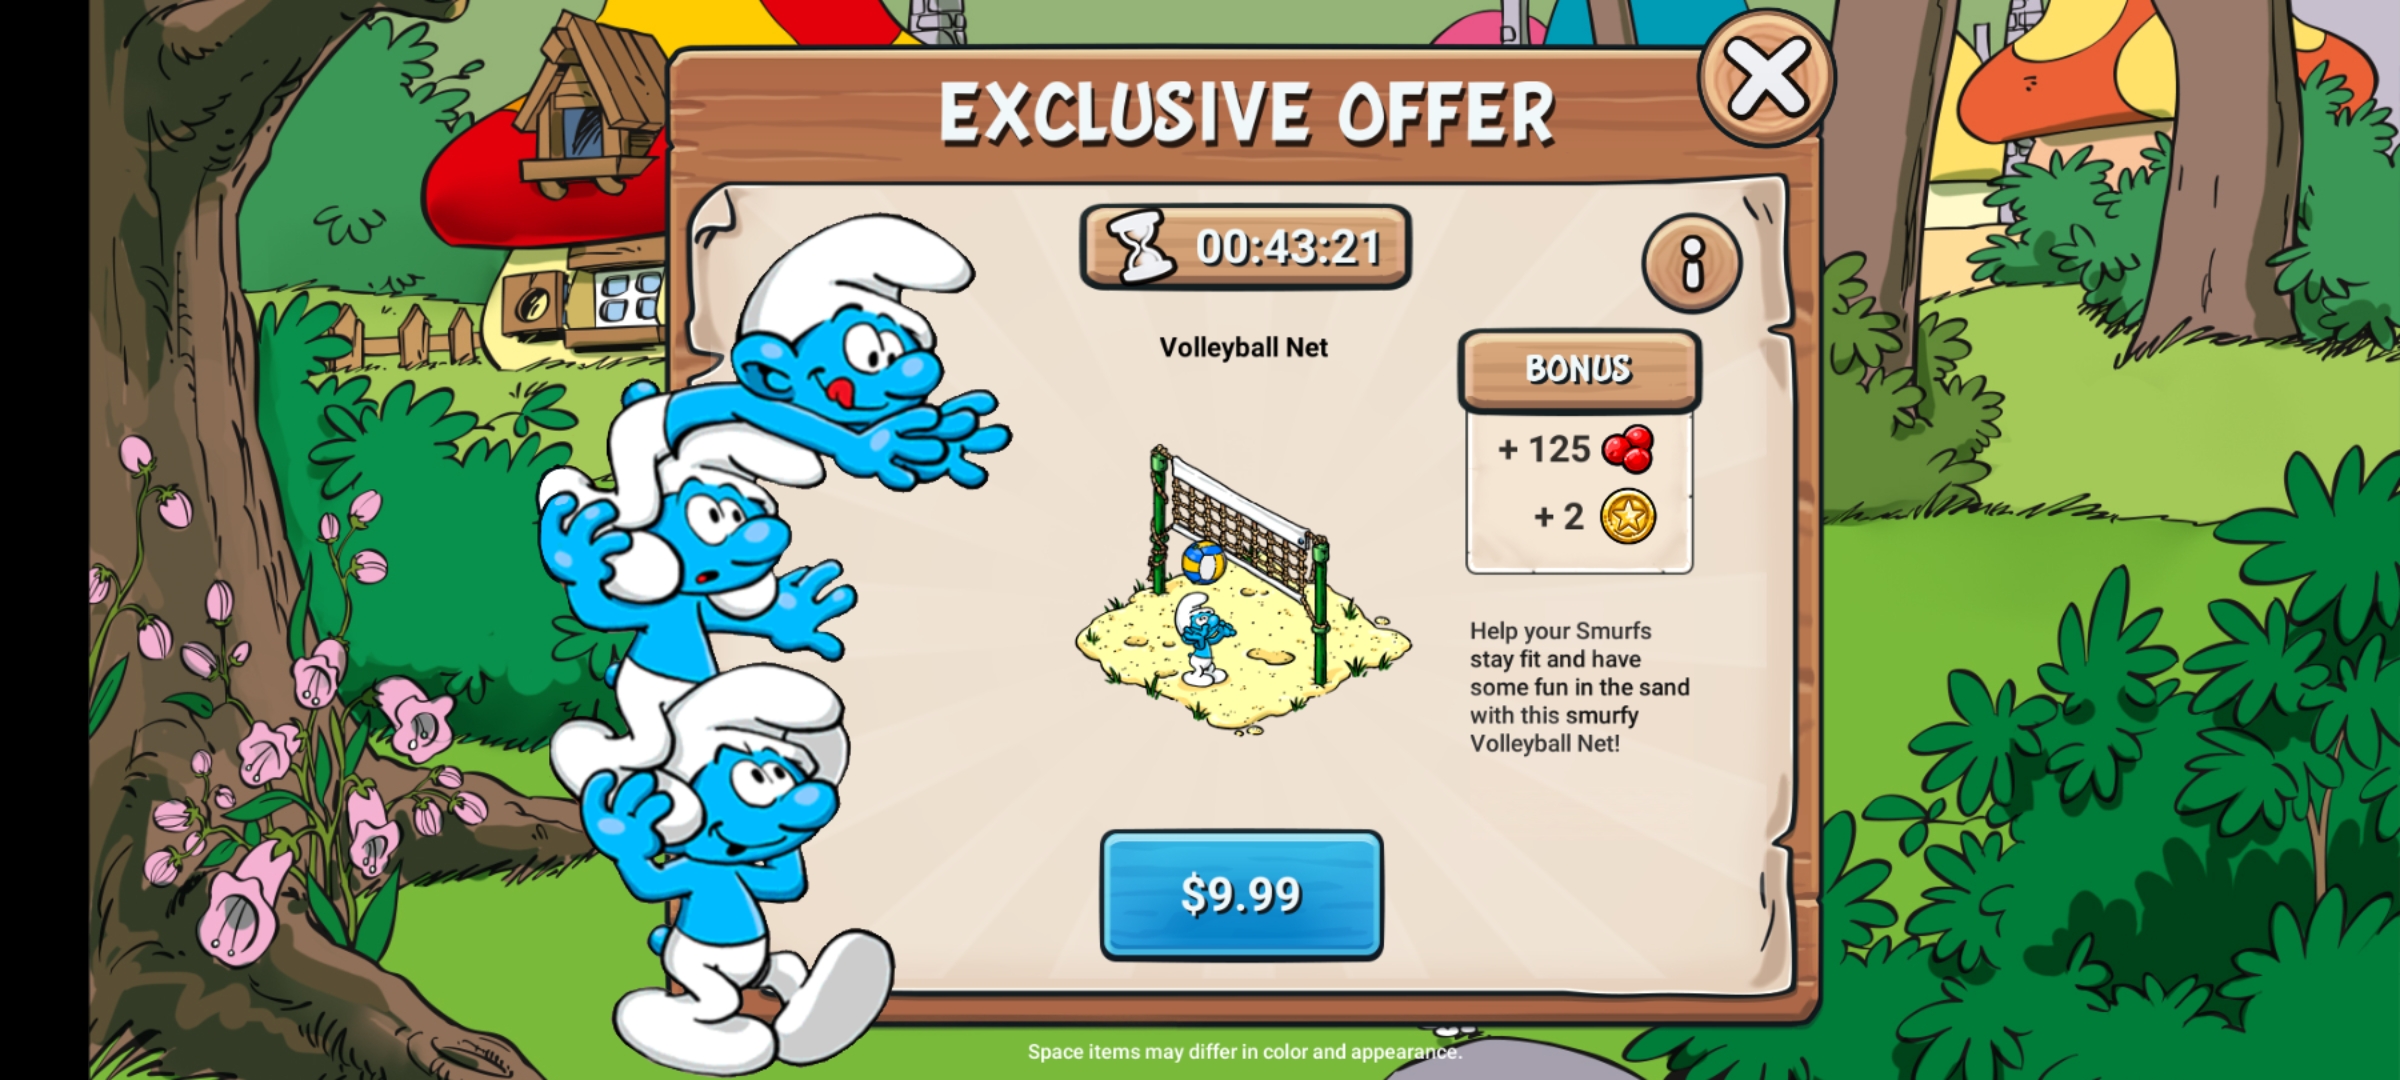 EXCLUSIVE OFFER
00:43:21
Volleyball Net
BONUS
+ 125
+ 2
Help your Smurfs
stay fit and have
some fun in the sand
with this smurfy
Volleyball Net!
$9.99
Space items may differ in color and appearance.